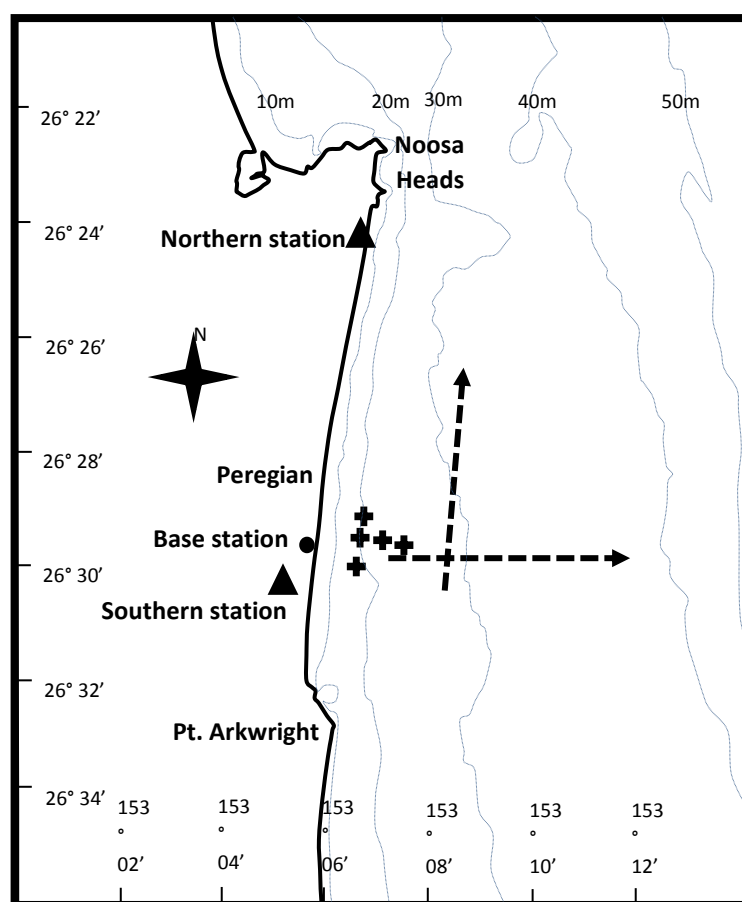 10m 20m 30m 40m 50m
26° 22’
Noosa
Heads
26° 24’
Northern station
N
26° 26’
26° 28’
Peregian
Base station
26° 30’
Southern station
26° 32’
Pt. Arkwright
26° 34’
153 153 153 153 153 153
° ° ° ° ° °
02’ 04’ 06’ 08’ 10’ 12’